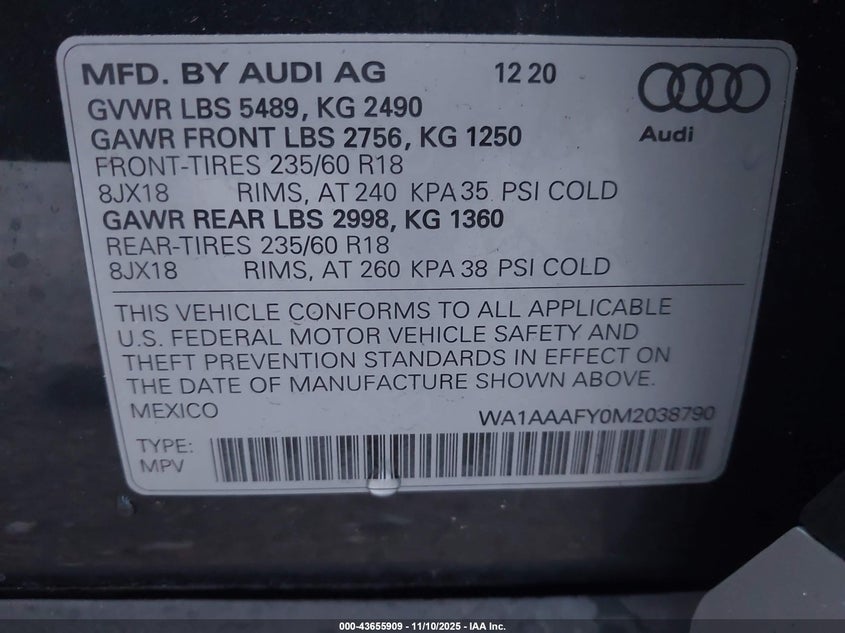 MFD. BY AUDI AG 12 20
GVWR LBS 5489, KG 2490
GAWR FRONT LBS 2756, KG 1250
Audi
FRONT-TIRES 235/60 R18
8JX18 RIMS, AT 240 KPA 35 PSI COLD
GAWR REAR LBS 2998, KG 1360
REAR-TIRES 235/60 R18
8JX18 RIMS, AT 260 KPA 38 PSI COLD
THIS VEHICLE CONFORMS TO ALL APPLICABLE
U.S. FEDERAL MOTOR VEHICLE SAFETY AND
THEFT PREVENTION STANDARDS IN EFFECT ON
THE DATE OF MANUFACTURE SHOWN ABOVE.
MEXICO WA1AAAFY0M2038790
TYPE:
MPV
000-43655909 - 11/10/2025 - IAA Inc.